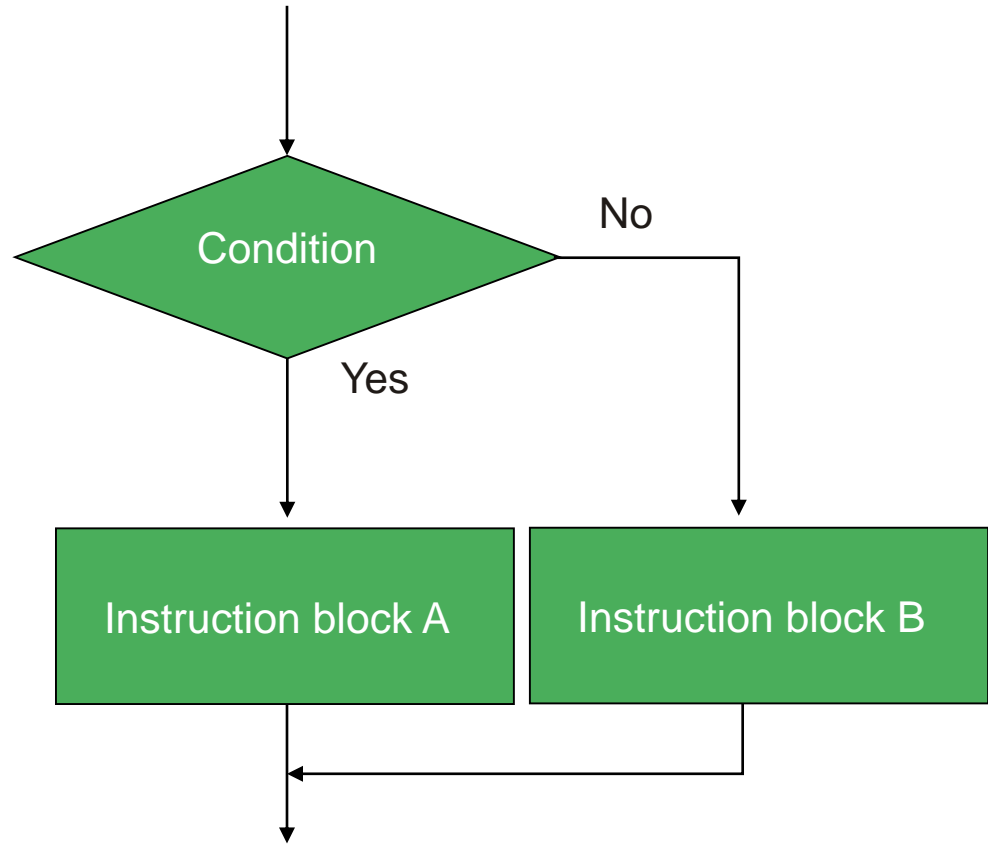 Condition
No
Yes
Instruction block A
Instruction block B